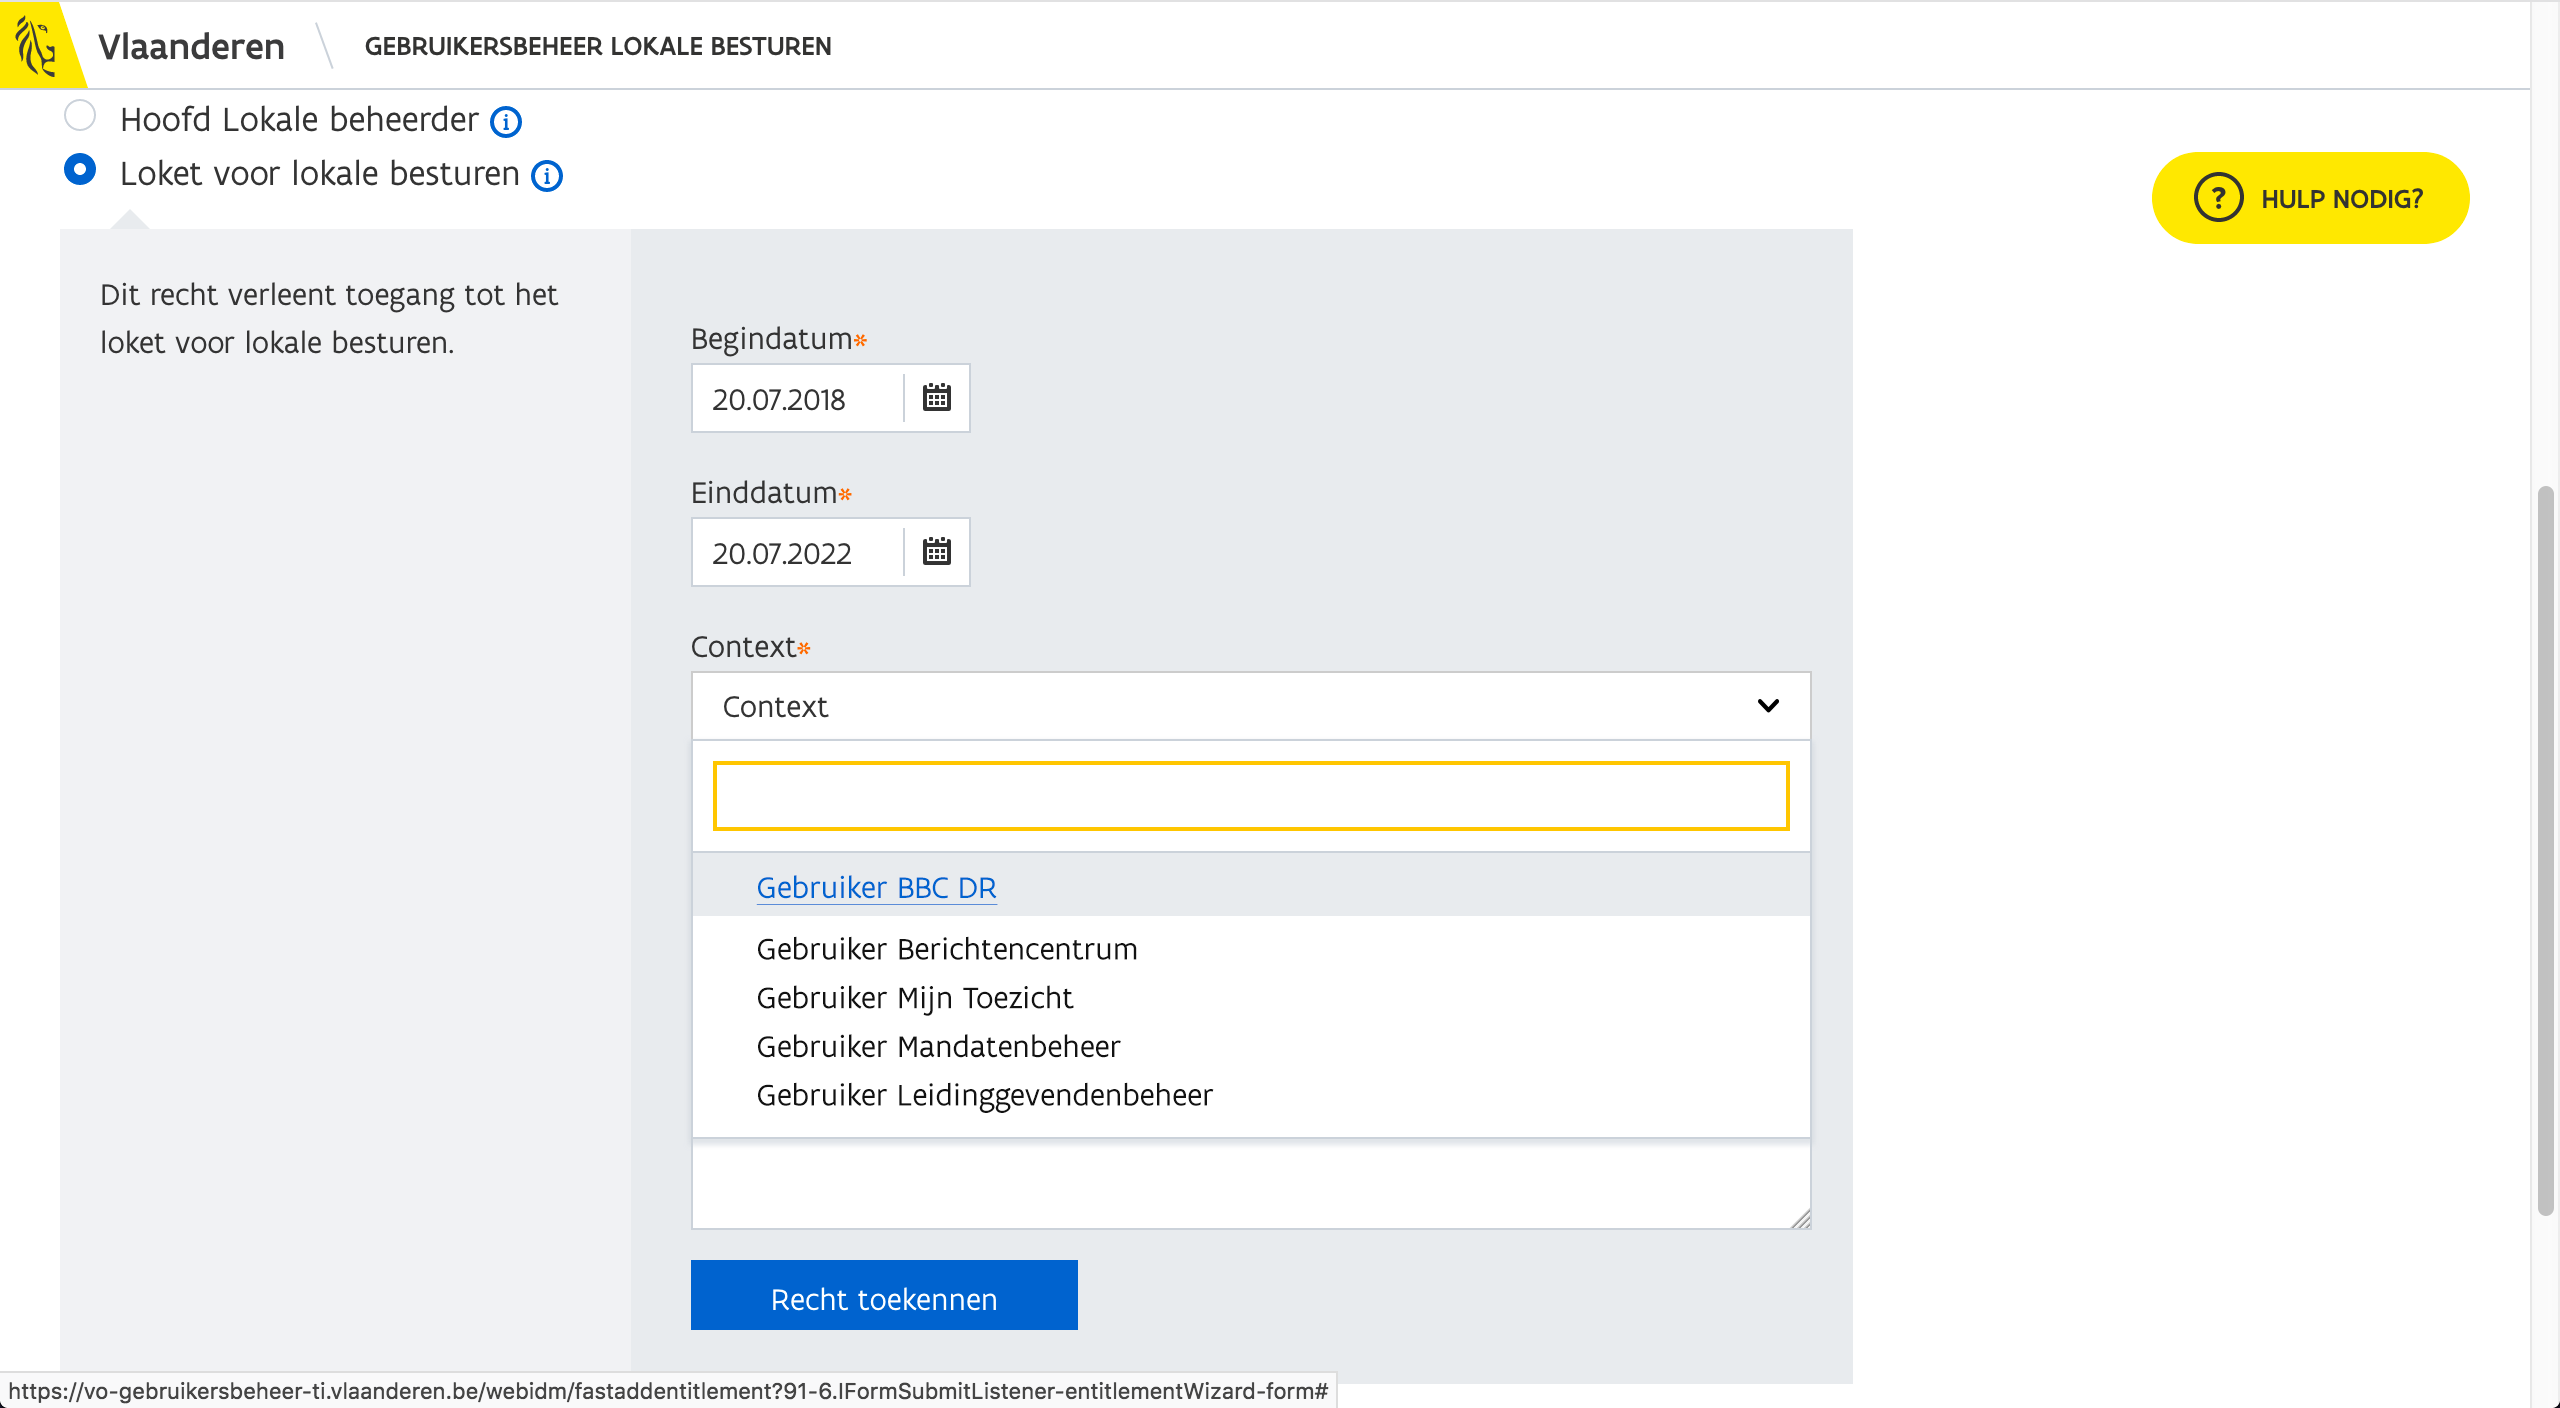 Vlaanderen
GEBRUIKERSBEHEER LOKALE BESTUREN
Hoofd Lokale beheerder
Loket voor lokale besturen
HULP NODIG?
Dit recht verleent toegang tot het
loket voor lokale besturen.
Begindatum*
20.07.2018
Einddatum*
20.07.2022
Context*
Context
Gebruiker BBC DR
Gebruiker Berichtencentrum
Gebruiker Mijn Toezicht
Gebruiker Mandatenbeheer
Gebruiker Leidinggevendenbeheer
Recht toekennen
https://vo-gebruikersbeheer-ti.vlaanderen.be/webidm/fastaddentitlement?91-6.IFormSubmitListener-entitlementWizard-form#